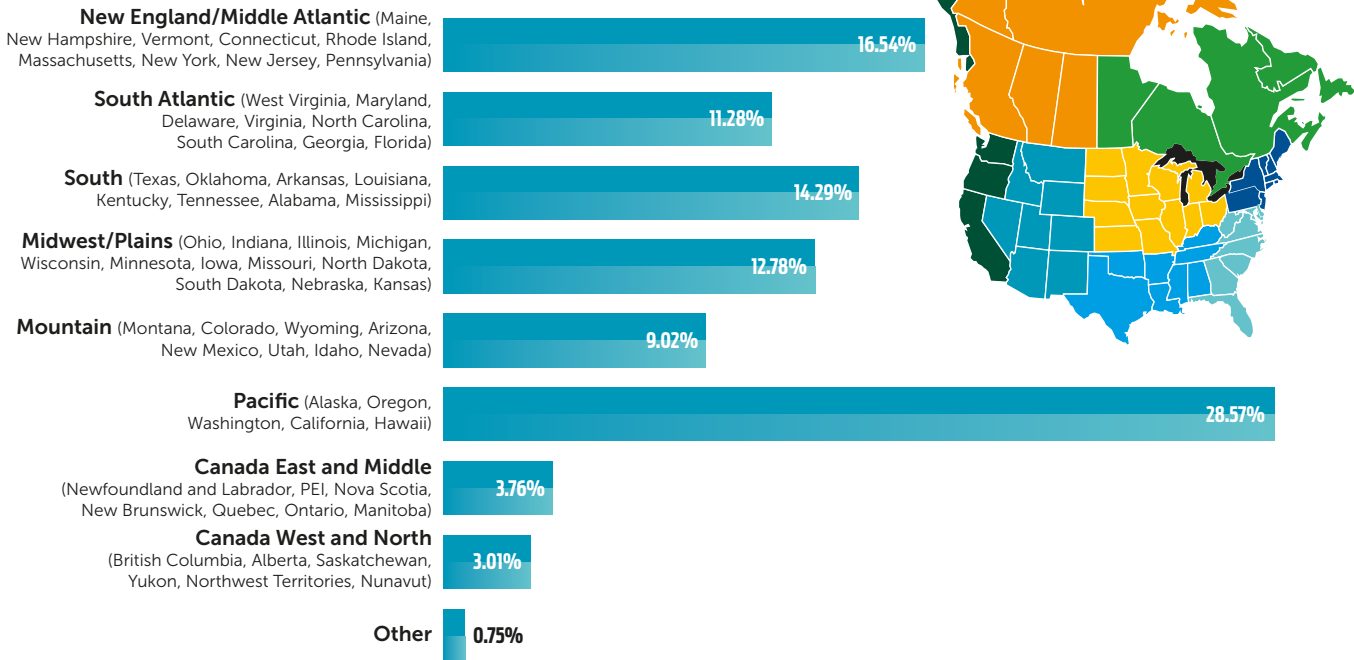 New England/Middle Atlantic (Maine,
New Hampshire, Vermont, Connecticut, Rhode Island,
Massachusetts, New York, New Jersey, Pennsylvania)
16.54%
South Atlantic (West Virginia, Maryland,
Delaware, Virginia, North Carolina,
South Carolina, Georgia, Florida)
11.28%
South (Texas, Oklahoma, Arkansas, Louisiana,
Kentucky, Tennessee, Alabama, Mississippi)
14.29%
Midwest/Plains (Ohio, Indiana, Illinois, Michigan,
Wisconsin, Minnesota, Iowa, Missouri, North Dakota,
South Dakota, Nebraska, Kansas)
12.78%
Mountain (Montana, Colorado, Wyoming, Arizona,
New Mexico, Utah, Idaho, Nevada)
9.02%
Pacific (Alaska, Oregon,
Washington, California, Hawaii)
28.57%
Canada East and Middle
(Newfoundland and Labrador, PEI, Nova Scotia,
New Brunswick, Quebec, Ontario, Manitoba)
3.76%
Canada West and North
(British Columbia, Alberta, Saskatchewan,
Yukon, Northwest Territories, Nunavut)
3.01%
Other
0.75%